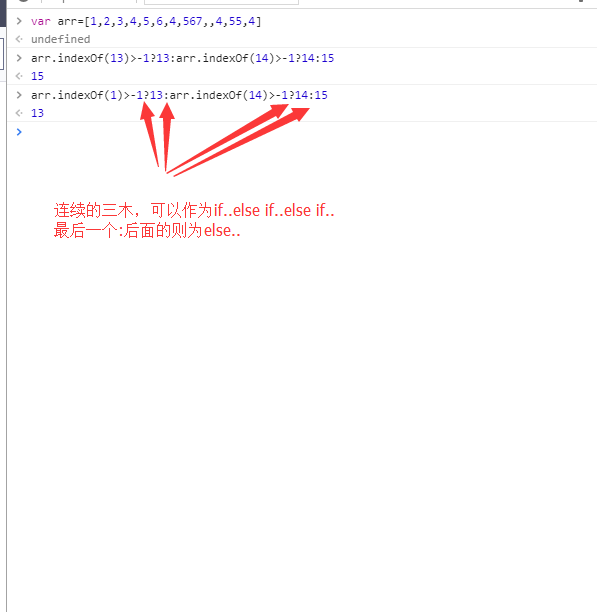 var arr=[1,2,3,4,5,6,4,567,,4,55,4]
undefined
arr.indexOf(13)>-1?13:arr.indexOf(14)>-1?14:15
15
arr.indexOf(1)>-1?13:arr.indexOf(14)>-1?14:15
13
连续的三木，可以作为if..else if..else if..
最后一个:后面的则为else..